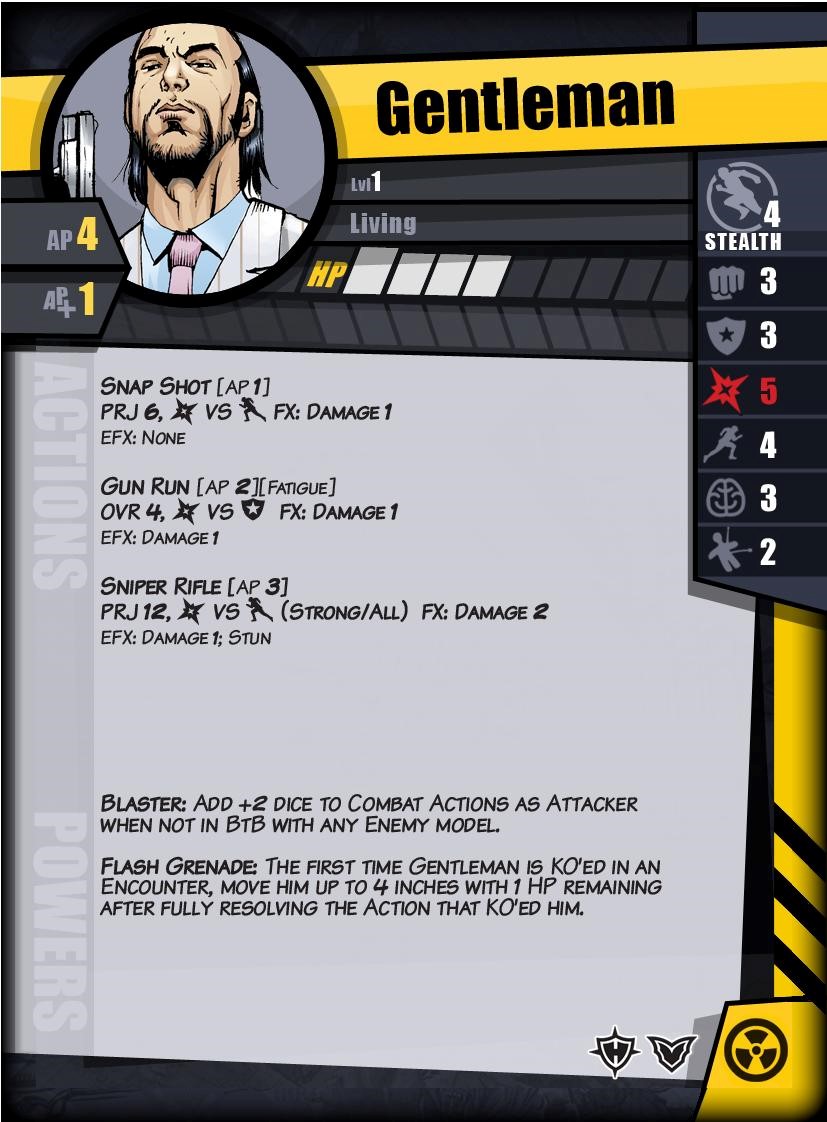 Gentleman
Lvl1
Living
AP 4
HP
AP+ 1
4
STEALTH
3
3
5
4
3
2
ACTIONS
SNAP SHOT [AP 1]
PRJ 6, VS FX: DAMAGE 1
EFX: NONE
GUN RUN [AP 2][FATIGUE]
OVR 4, VS FX: DAMAGE 1
EFX: DAMAGE 1
SNIPER RIFLE [AP 3]
PRJ 12, VS (STRONG/ALL) FX: DAMAGE 2
EFX: DAMAGE 1; STUN
POWERS
BLASTER: ADD +2 DICE TO COMBAT ACTIONS AS ATTACKER
WHEN NOT IN BTB WITH ANY ENEMY MODEL.
FLASH GRENADE: THE FIRST TIME GENTLEMAN IS KO'ED IN AN
ENCOUNTER, MOVE HIM UP TO 4 INCHES WITH 1 HP REMAINING
AFTER FULLY RESOLVING THE ACTION THAT KO'ED HIM.
H